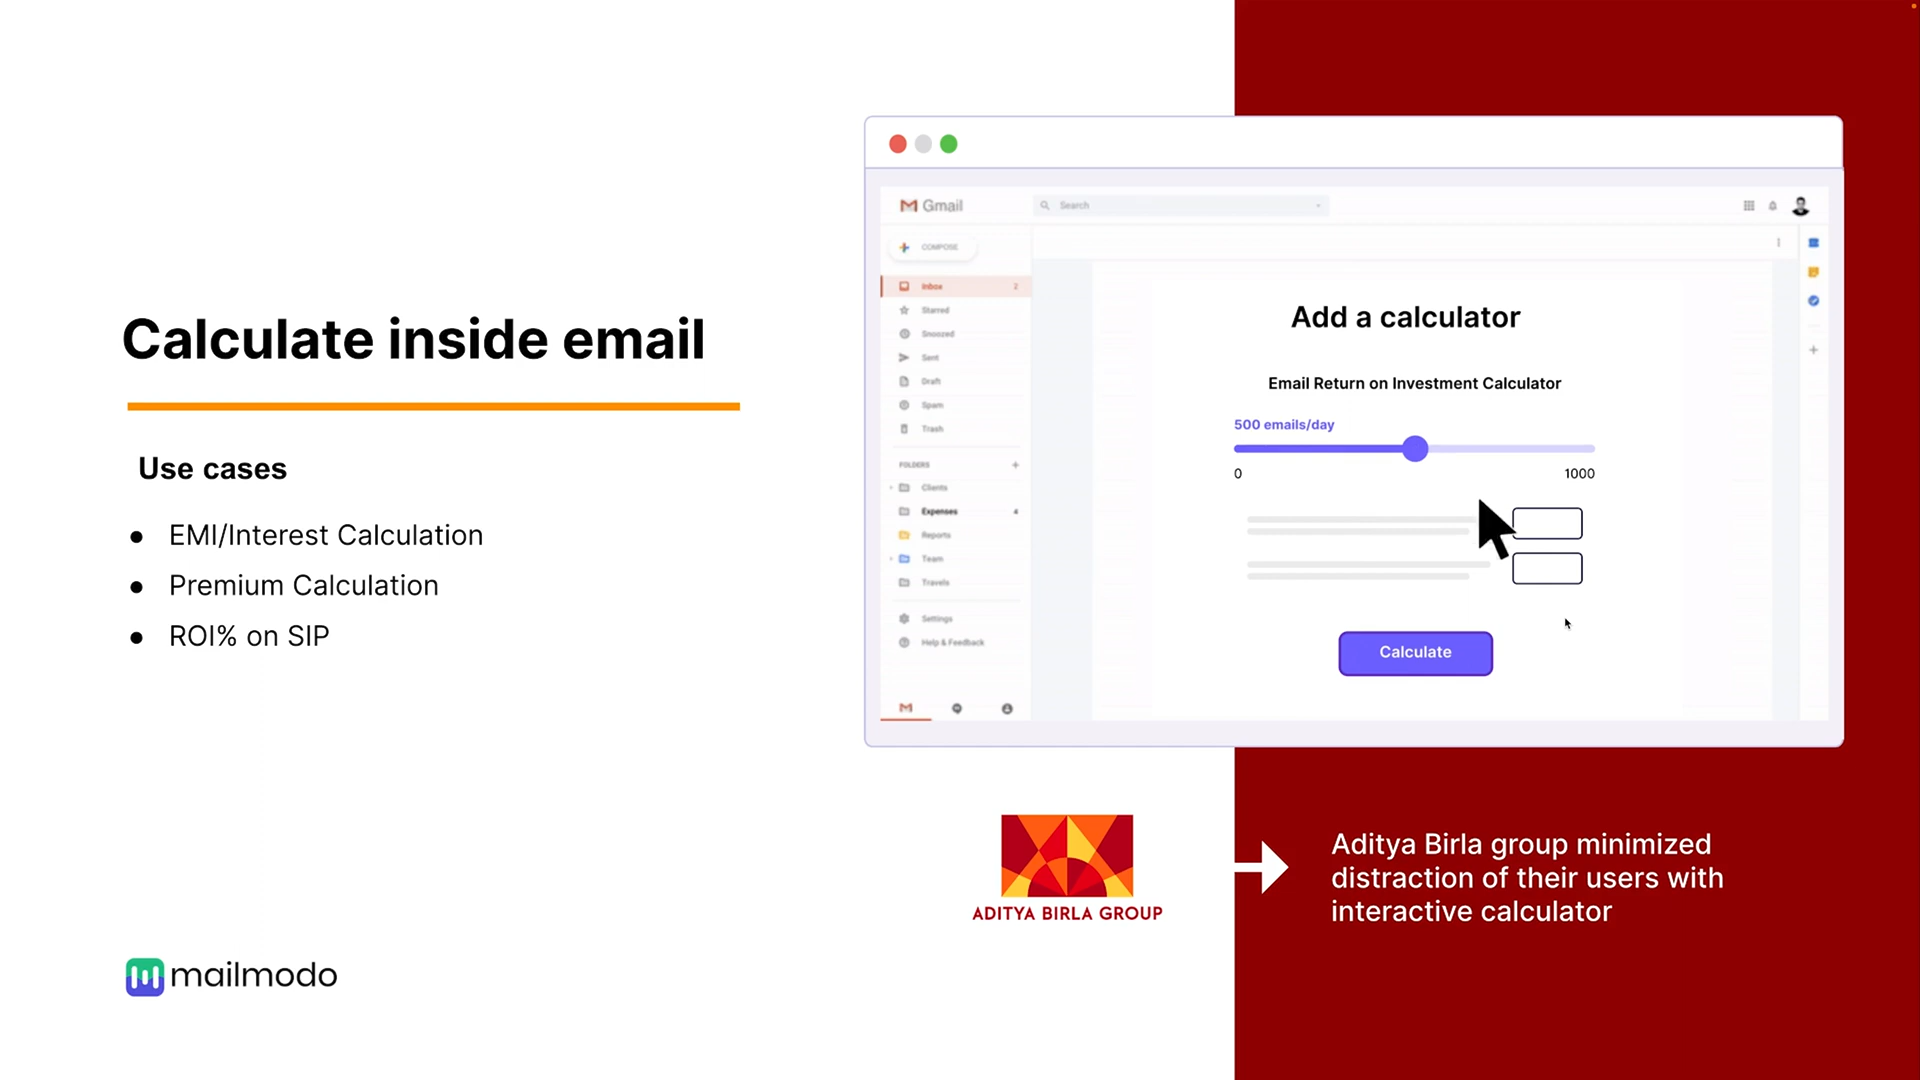 Calculate inside email
Use cases
● EMI/Interest Calculation
● Premium Calculation
● ROI% on SIP
mailmodo
Gmail
Search
COMPOSE
Inbox 2
Starred
Snoozed
Sent
Draft
Spam
Trash
FOLDERS
Clients
Expenses 4
Reports
Team
Travels
Settings
Help & Feedback
Add a calculator
Email Return on Investment Calculator
500 emails/day
0 1000
Calculate
ADITYA BIRLA GROUP
Aditya Birla group minimized
distraction of their users with
interactive calculator